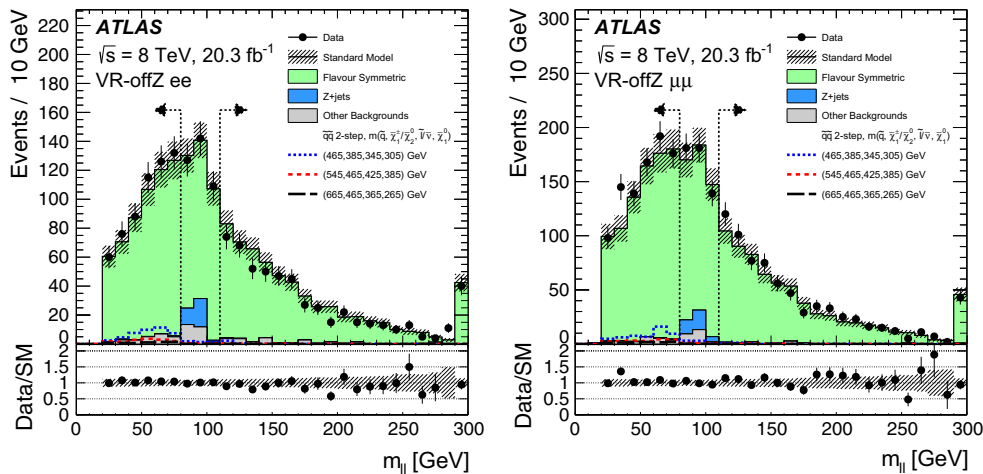 ATLAS
√s = 8 TeV, 20.3 fb⁻¹
VR-offZ ee
Data
Standard Model
Flavour Symmetric
Z+jets
Other Backgrounds
q̃q̃ 2-step, m(q̃, χ̃₁±/χ̃₂⁰, l̃/ν̃, χ̃₁⁰)
(465,385,345,305) GeV
(545,465,425,385) GeV
(665,465,365,265) GeV
Events / 10 GeV
220
200
180
160
140
120
100
80
60
40
20
0
Data/SM
2
1.5
1
0.5
0
0 50 100 150 200 250 300
m_ll [GeV]
ATLAS
√s = 8 TeV, 20.3 fb⁻¹
VR-offZ μμ
Data
Standard Model
Flavour Symmetric
Z+jets
Other Backgrounds
q̃q̃ 2-step, m(q̃, χ̃₁±/χ̃₂⁰, l̃/ν̃, χ̃₁⁰)
(465,385,345,305) GeV
(545,465,425,385) GeV
(665,465,365,265) GeV
Events / 10 GeV
300
250
200
150
100
50
0
Data/SM
2
1.5
1
0.5
0
0 50 100 150 200 250 300
m_ll [GeV]